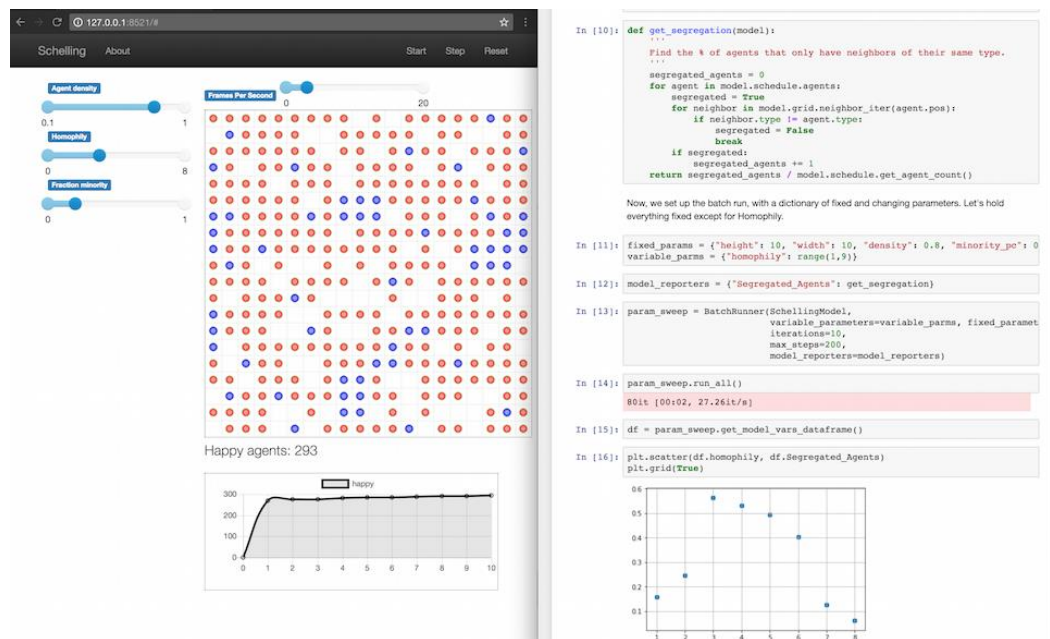 127.0.0.1:8521/#
Schelling About Start Step Reset
Agent density
0.1 1
Homophily
0 8
Fraction minority
0 1
Frames Per Second
0 20
Happy agents: 293
happy
300
200
100
0
0 1 2 3 4 5 6 7 8 9 10
In [10]: def get_segregation(model):
'''
Find the % of agents that only have neighbors of their same type.
'''
segregated_agents = 0
for agent in model.schedule.agents:
segregated = True
for neighbor in model.grid.neighbor_iter(agent.pos):
if neighbor.type != agent.type:
segregated = False
break
if segregated:
segregated_agents += 1
return segregated_agents / model.schedule.get_agent_count()
Now, we set up the batch run, with a dictionary of fixed and changing parameters. Let's hold
everything fixed except for Homophily.
In [11]: fixed_params = {"height": 10, "width": 10, "density": 0.8, "minority_pc": 0
variable_parms = {"homophily": range(1,9)}
In [12]: model_reporters = {"Segregated_Agents": get_segregation}
In [13]: param_sweep = BatchRunner(SchellingModel,
variable_parameters=variable_parms, fixed_paramet
iterations=10,
max_steps=200,
model_reporters=model_reporters)
In [14]: param_sweep.run_all()
80it [00:02, 27.26it/s]
In [15]: df = param_sweep.get_model_vars_dataframe()
In [16]: plt.scatter(df.homophily, df.Segregated_Agents)
plt.grid(True)
0.6
0.5
0.4
0.3
0.2
0.1
1 2 3 4 5 6 7 8